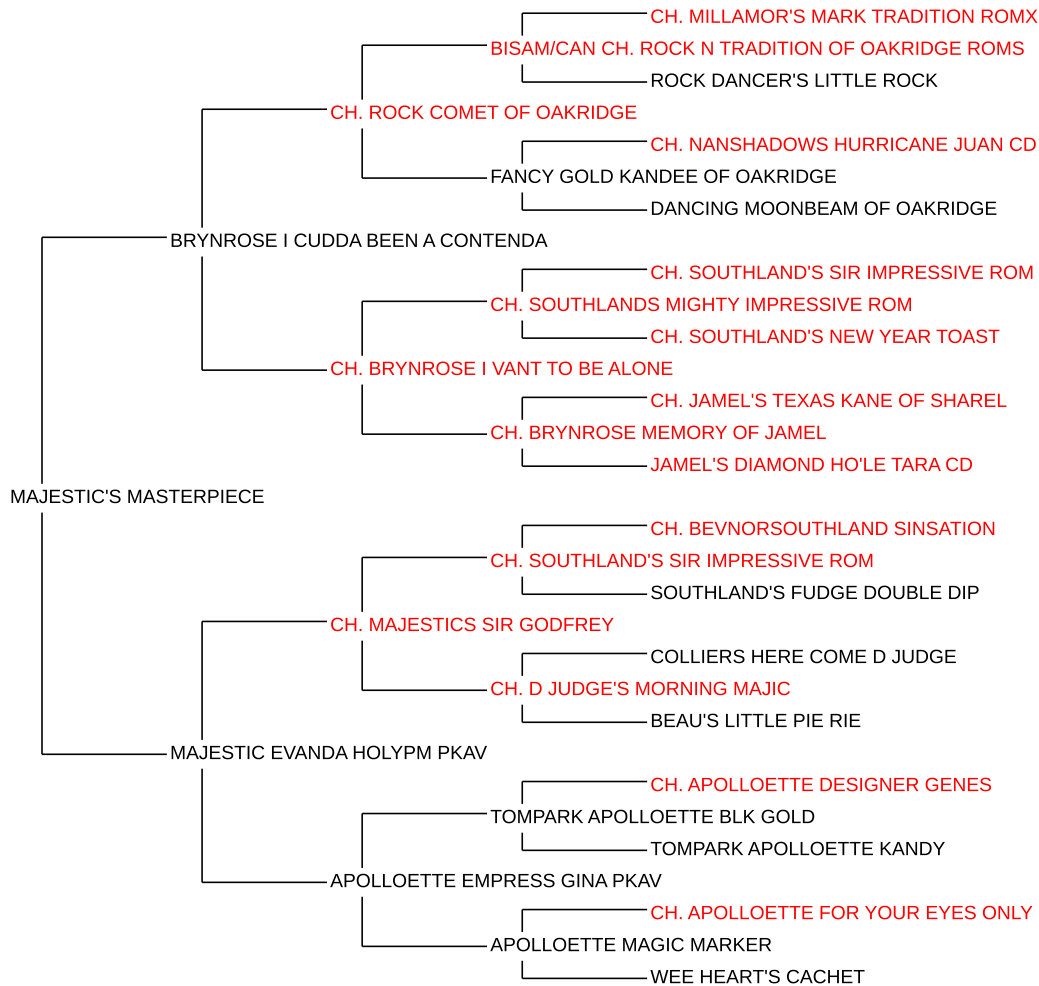 CH. MILLAMOR'S MARK TRADITION ROMX
BISAM/CAN CH. ROCK N TRADITION OF OAKRIDGE ROMS
ROCK DANCER'S LITTLE ROCK
CH. ROCK COMET OF OAKRIDGE
CH. NANSHADOWS HURRICANE JUAN CD
FANCY GOLD KANDEE OF OAKRIDGE
DANCING MOONBEAM OF OAKRIDGE
BRYNROSE I CUDDA BEEN A CONTENDA
CH. SOUTHLAND'S SIR IMPRESSIVE ROM
CH. SOUTHLANDS MIGHTY IMPRESSIVE ROM
CH. SOUTHLAND'S NEW YEAR TOAST
CH. BRYNROSE I VANT TO BE ALONE
CH. JAMEL'S TEXAS KANE OF SHAREL
CH. BRYNROSE MEMORY OF JAMEL
JAMEL'S DIAMOND HO'LE TARA CD
MAJESTIC'S MASTERPIECE
CH. BEVNORSOUTHLAND SINSATION
CH. SOUTHLAND'S SIR IMPRESSIVE ROM
SOUTHLAND'S FUDGE DOUBLE DIP
CH. MAJESTICS SIR GODFREY
COLLIERS HERE COME D JUDGE
CH. D JUDGE'S MORNING MAJIC
BEAU'S LITTLE PIE RIE
MAJESTIC EVANDA HOLYPM PKAV
CH. APOLLOETTE DESIGNER GENES
TOMPARK APOLLOETTE BLK GOLD
TOMPARK APOLLOETTE KANDY
APOLLOETTE EMPRESS GINA PKAV
CH. APOLLOETTE FOR YOUR EYES ONLY
APOLLOETTE MAGIC MARKER
WEE HEART'S CACHET